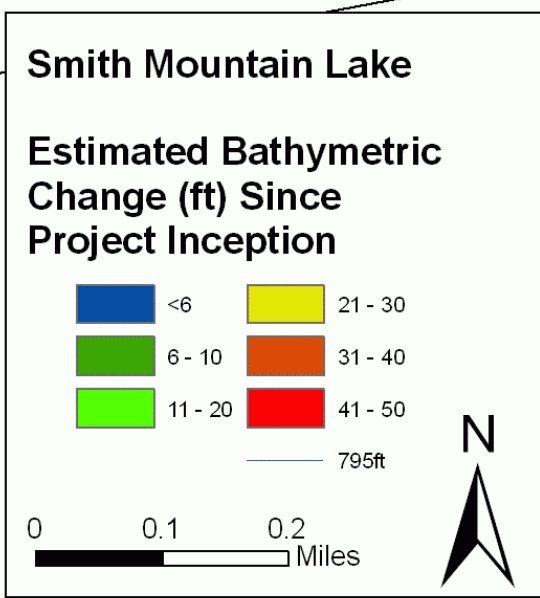 Smith Mountain Lake
Estimated Bathymetric
Change (ft) Since
Project Inception
<6
6 - 10
11 - 20
21 - 30
31 - 40
41 - 50
795ft
N
0 0.1 0.2
Miles